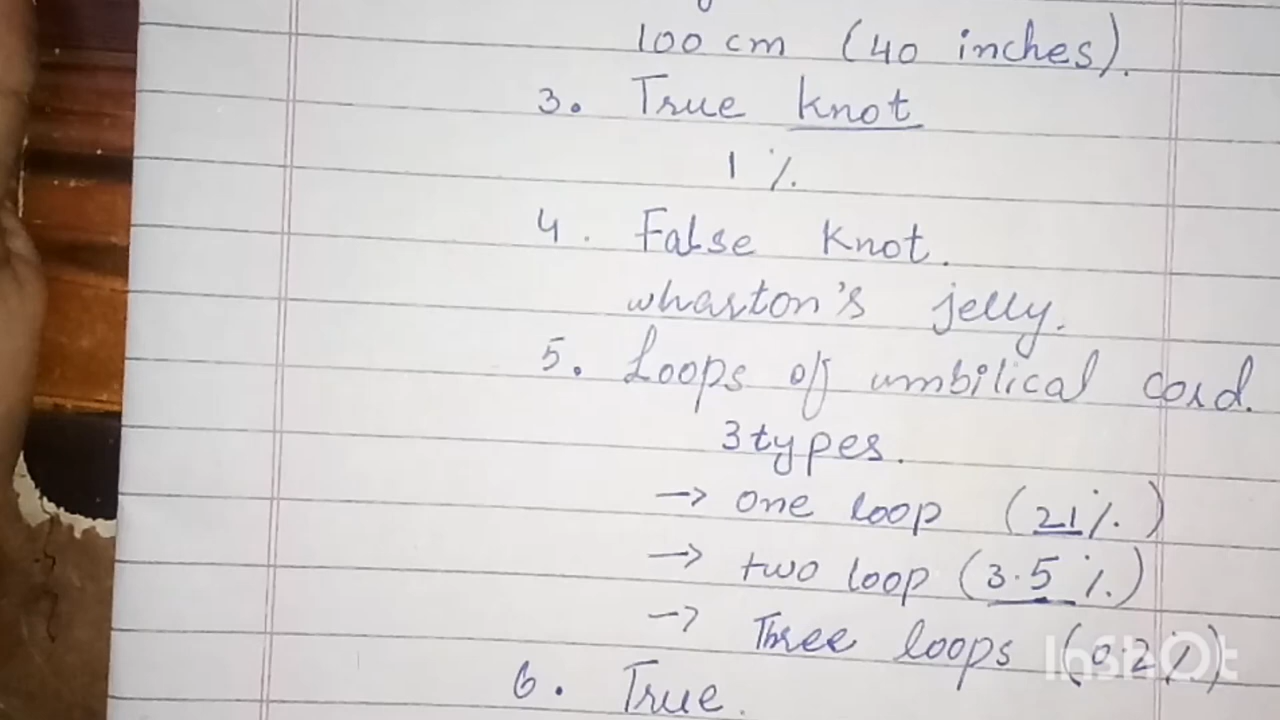 100 cm (40 inches).
3. True knot
1 %.
4. False Knot.
wharton's jelly.
5. Loops of umbilical cord.
3 types.
→ one loop (21%.)
→ two loop (3.5 %.)
→ Three loops (0.2%)
InShOt
6. True.